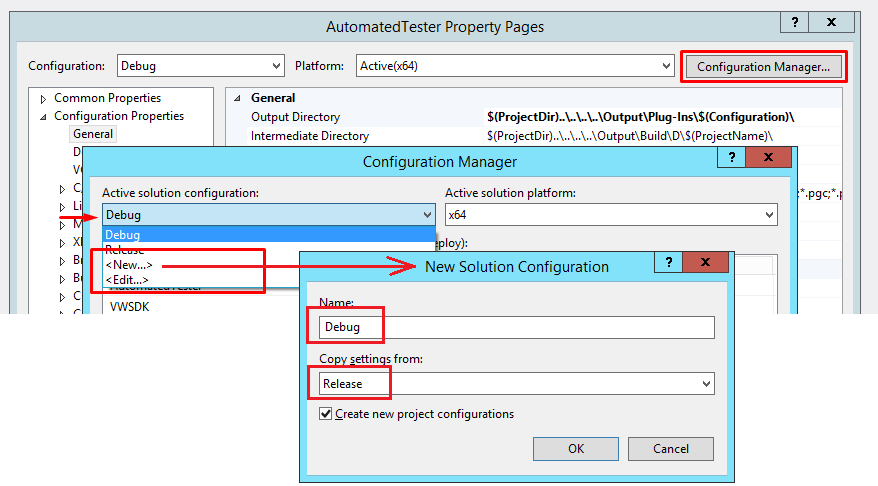 AutomatedTester Property Pages
?
x
Configuration: Debug Platform: Active(x64) Configuration Manager...
Common Properties
Configuration Properties
General
General
Output Directory $(ProjectDir)..\..\..\..\Output\Plug-Ins\$(Configuration)\
Intermediate Directory $(ProjectDir)..\..\..\..\Output\Build\D\$(ProjectName)\
Configuration Manager
?
x
Active solution configuration: Active solution platform:
Debug x64
Debug
Release
<New...>
<Edit...>
AutomatedTester
VWSDK
New Solution Configuration
?
x
Name:
Debug
Copy settings from:
Release
Create new project configurations
OK Cancel